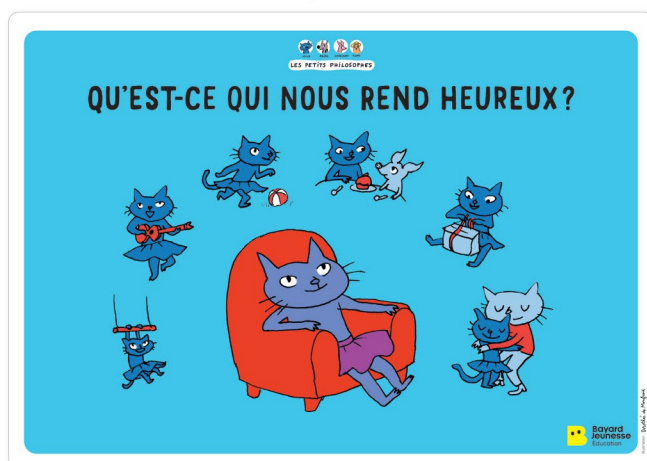 LES PETITS PHILOSOPHES
QU'EST-CE QUI NOUS REND HEUREUX ?
Bayard
Jeunesse
Éducation